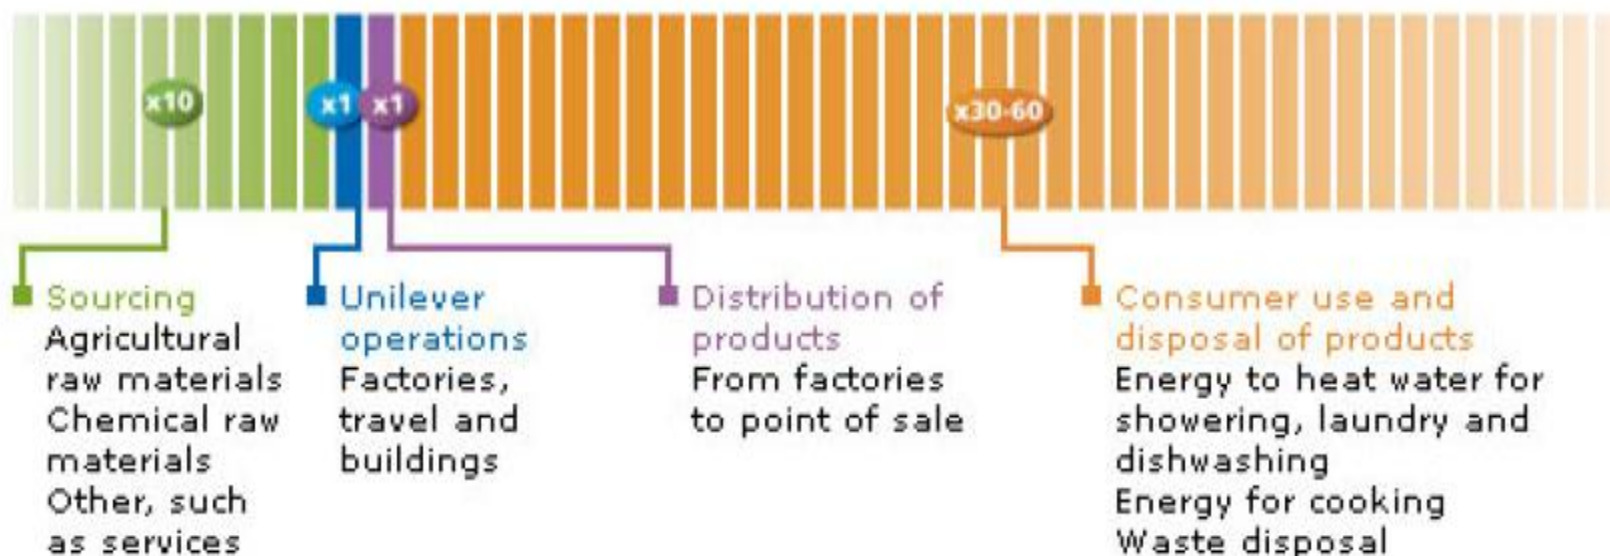 x10
x1
x1
x30-60
Sourcing
Agricultural
raw materials
Chemical raw
materials
Other, such
as services
Unilever
operations
Factories,
travel and
buildings
Distribution of
products
From factories
to point of sale
Consumer use and
disposal of products
Energy to heat water for
showering, laundry and
dishwashing
Energy for cooking
Waste disposal